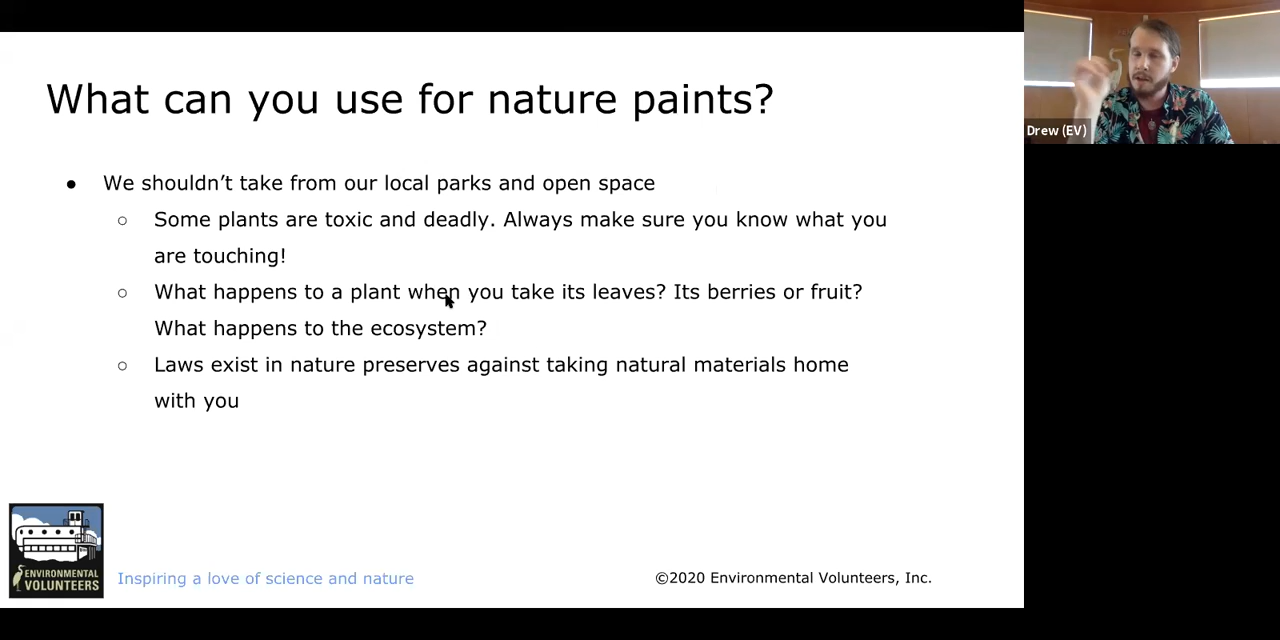 What can you use for nature paints?
Drew (EV)
● We shouldn’t take from our local parks and open space
○ Some plants are toxic and deadly. Always make sure you know what you
are touching!
○ What happens to a plant when you take its leaves? Its berries or fruit?
What happens to the ecosystem?
○ Laws exist in nature preserves against taking natural materials home
with you
ENVIRONMENTAL
VOLUNTEERS
Inspiring a love of science and nature
©2020 Environmental Volunteers, Inc.